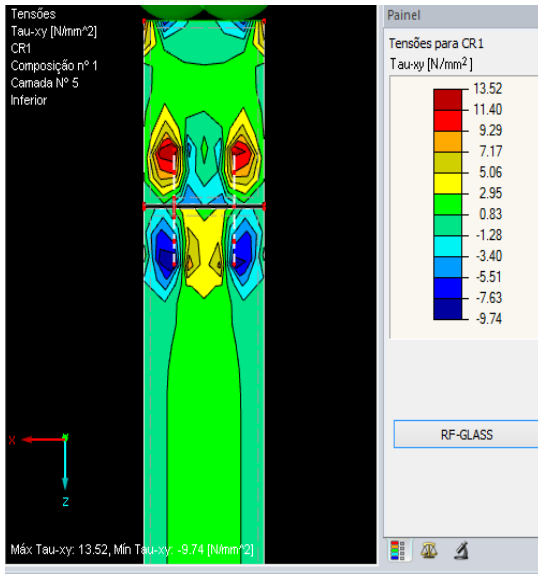 Tensões
Tau-xy [N/mm^2]
CR1
Composição nº 1
Camada Nº 5
Inferior
X
Z
Máx Tau-xy: 13.52, Mín Tau-xy: -9.74 [N/mm^2]
Painel
Tensões para CR1
Tau-xy [N/mm²]
13.52
11.40
9.29
7.17
5.06
2.95
0.83
-1.28
-3.40
-5.51
-7.63
-9.74
RF-GLASS